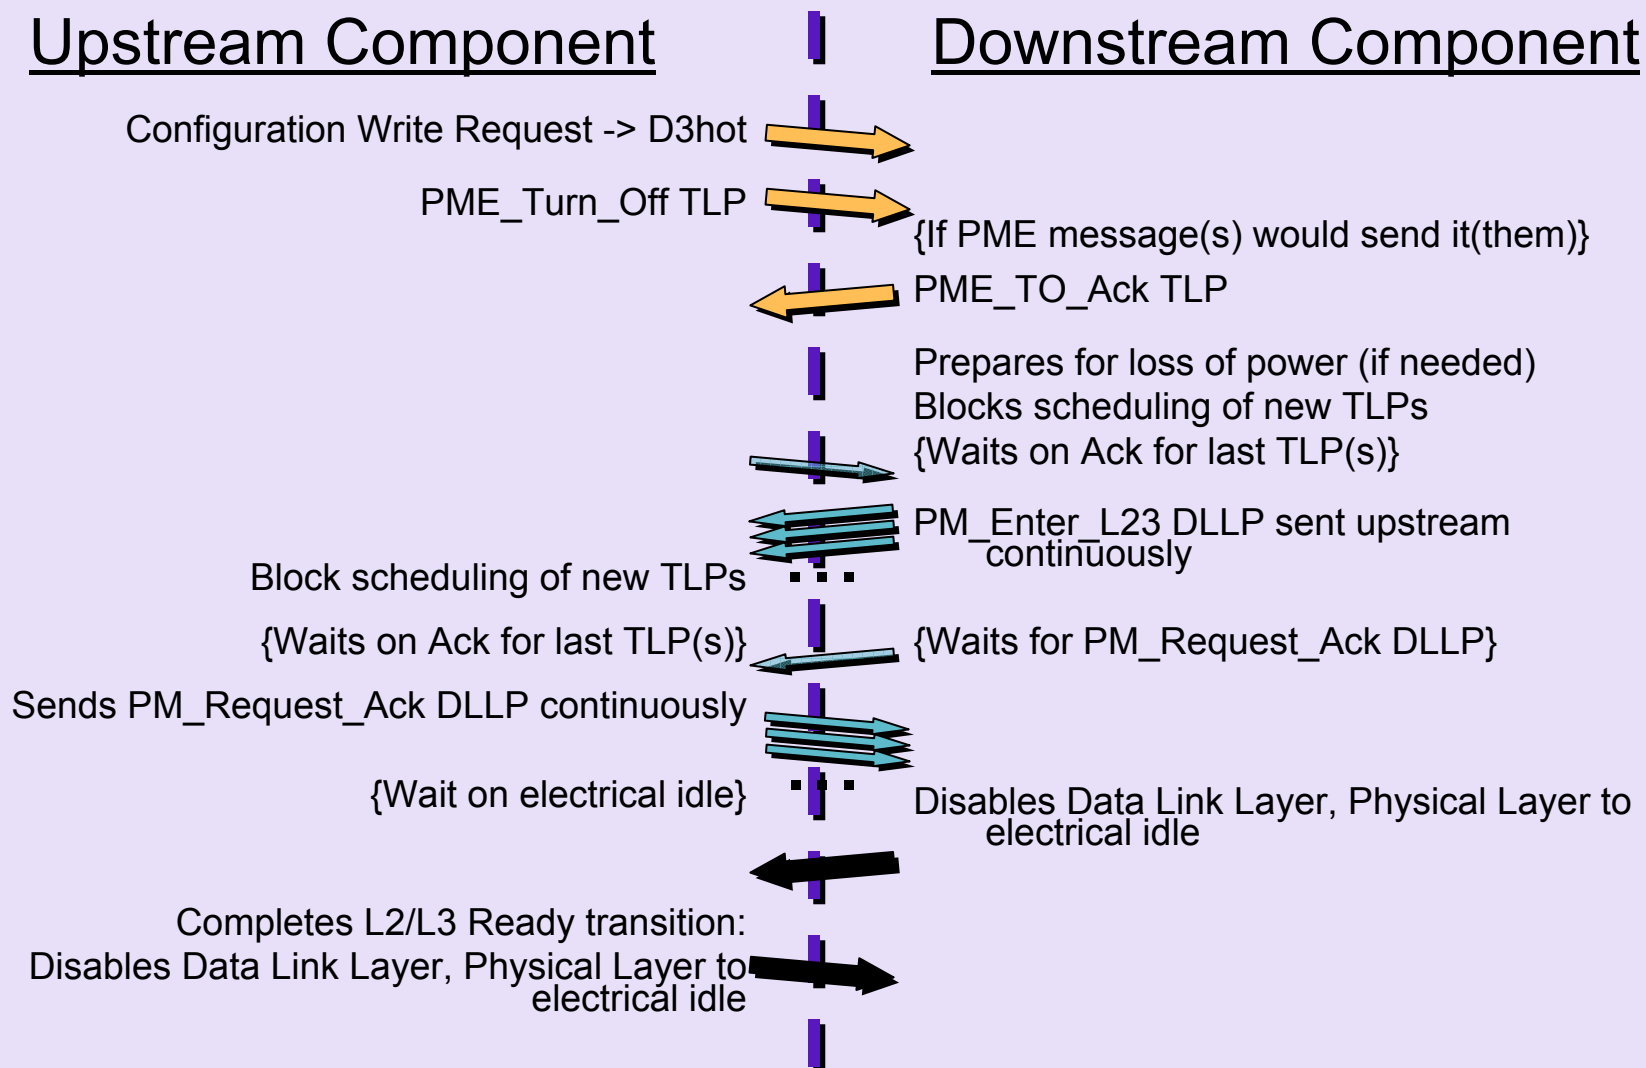 Upstream Component
Downstream Component
Configuration Write Request -> D3hot
PME_Turn_Off TLP
{If PME message(s) would send it(them)}
PME_TO_Ack TLP
Prepares for loss of power (if needed)
Blocks scheduling of new TLPs
{Waits on Ack for last TLP(s)}
PM_Enter_L23 DLLP sent upstream
continuously
Block scheduling of new TLPs
. . .
{Waits on Ack for last TLP(s)}
{Waits for PM_Request_Ack DLLP}
Sends PM_Request_Ack DLLP continuously
. . .
{Wait on electrical idle}
Disables Data Link Layer, Physical Layer to
electrical idle
Completes L2/L3 Ready transition:
Disables Data Link Layer, Physical Layer to
electrical idle